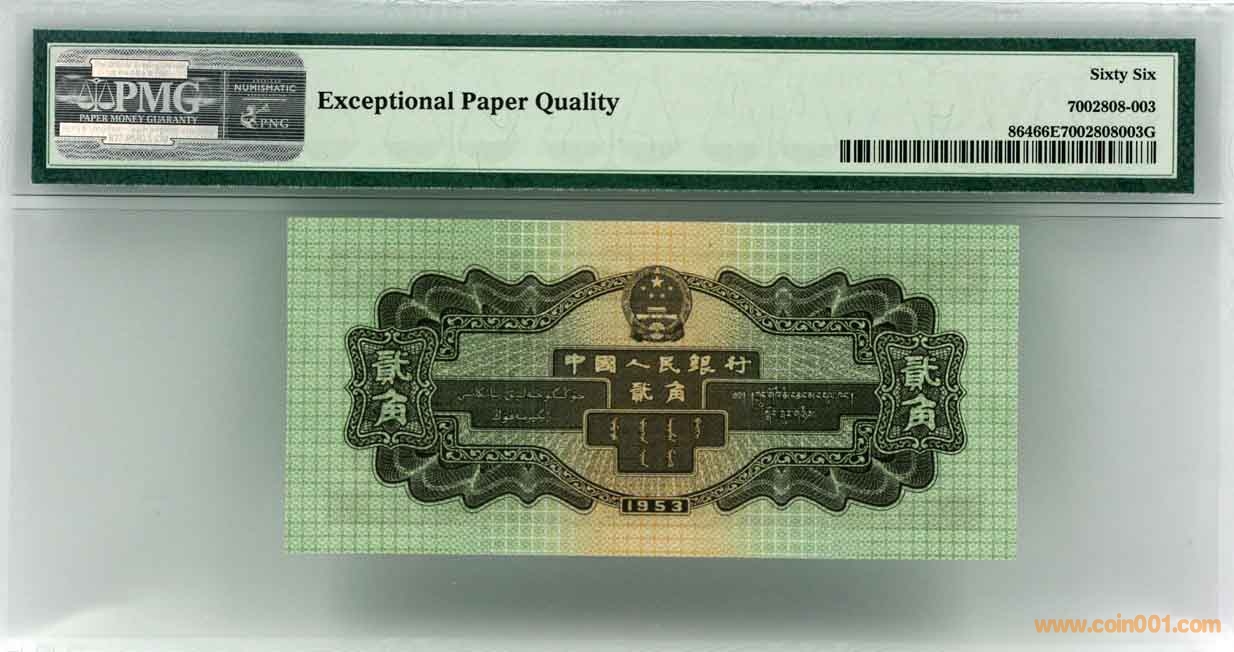 PMG
PAPER MONEY GUARANTY
NUMISMATIC
PNG
Exceptional Paper Quality
Sixty Six
7002808-003
86466E7002808003G
中國人民銀行
貳角
貳角
貳角
1953
www.coin001.com